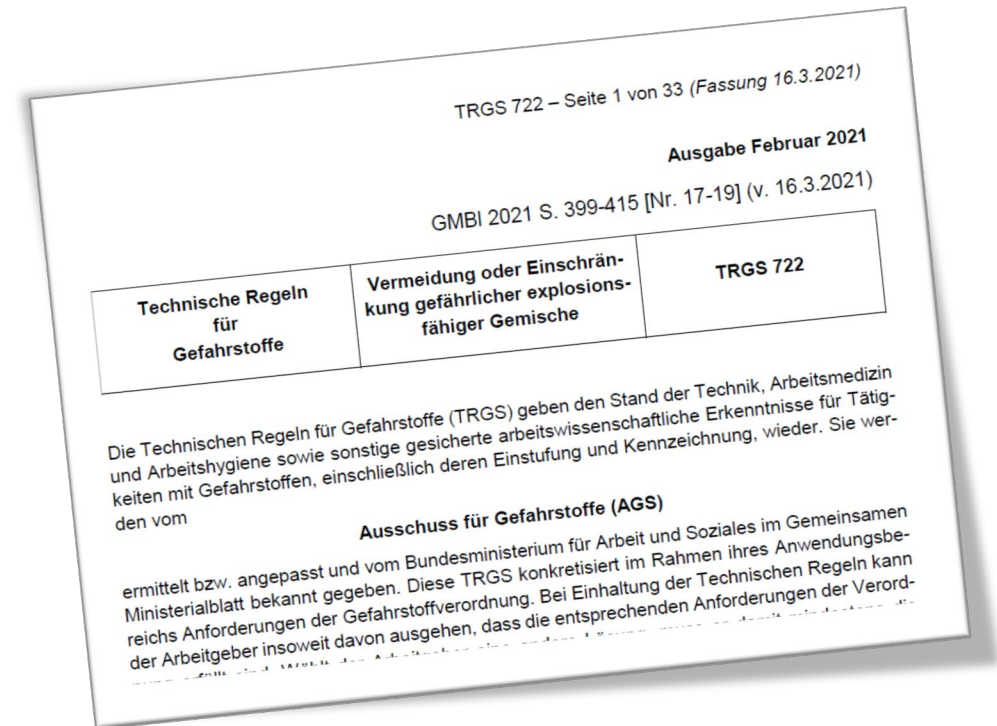 TRGS 722 – Seite 1 von 33 (Fassung 16.3.2021)
Ausgabe Februar 2021
GMBl 2021 S. 399-415 [Nr. 17-19] (v. 16.3.2021)
Technische Regeln
für
Gefahrstoffe
Vermeidung oder Einschrän-
kung gefährlicher explosions-
fähiger Gemische
TRGS 722
Die Technischen Regeln für Gefahrstoffe (TRGS) geben den Stand der Technik, Arbeitsmedizin
und Arbeitshygiene sowie sonstige gesicherte arbeitswissenschaftliche Erkenntnisse für Tätig-
keiten mit Gefahrstoffen, einschließlich deren Einstufung und Kennzeichnung, wieder. Sie wer-
den vom
Ausschuss für Gefahrstoffe (AGS)
ermittelt bzw. angepasst und vom Bundesministerium für Arbeit und Soziales im Gemeinsamen
Ministerialblatt bekannt gegeben. Diese TRGS konkretisiert im Rahmen ihres Anwendungsbe-
reichs Anforderungen der Gefahrstoffverordnung. Bei Einhaltung der Technischen Regeln kann
der Arbeitgeber insoweit davon ausgehen, dass die entsprechenden Anforderungen der Verord-